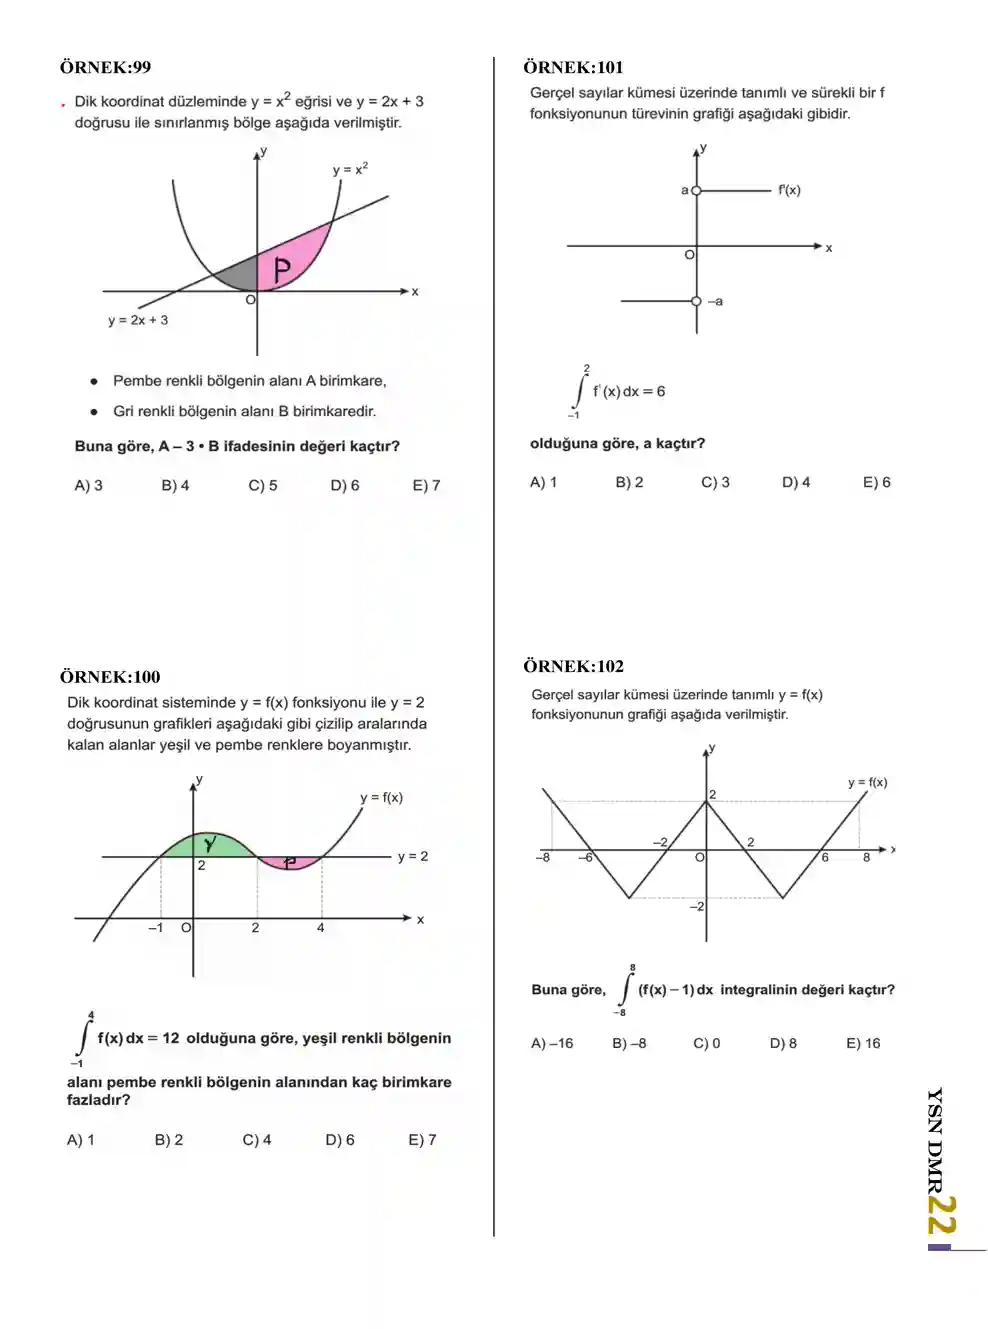 ÖRNEK:99
. Dik koordinat düzleminde y = x² eğrisi ve y = 2x + 3
doğrusu ile sınırlanmış bölge aşağıda verilmiştir.
y
y = x²
P
O
x
y = 2x + 3
● Pembe renkli bölgenin alanı A birimkare,
● Gri renkli bölgenin alanı B birimkaredir.
Buna göre, A – 3 • B ifadesinin değeri kaçtır?
A) 3 B) 4 C) 5 D) 6 E) 7
ÖRNEK:100
Dik koordinat sisteminde y = f(x) fonksiyonu ile y = 2
doğrusunun grafikleri aşağıdaki gibi çizilip aralarında
kalan alanlar yeşil ve pembe renklere boyanmıştır.
y
y = f(x)
Y
P
y = 2
2
–1 O 2 4
x
4
∫ f(x) dx = 12 olduğuna göre, yeşil renkli bölgenin
–1
alanı pembe renkli bölgenin alanından kaç birimkare
fazladır?
A) 1 B) 2 C) 4 D) 6 E) 7
ÖRNEK:101
Gerçel sayılar kümesi üzerinde tanımlı ve sürekli bir f
fonksiyonunun türevinin grafiği aşağıdaki gibidir.
y
a
f'(x)
O
x
–a
2
∫ f'(x) dx = 6
–1
olduğuna göre, a kaçtır?
A) 1 B) 2 C) 3 D) 4 E) 6
ÖRNEK:102
Gerçel sayılar kümesi üzerinde tanımlı y = f(x)
fonksiyonunun grafiği aşağıda verilmiştir.
y
y = f(x)
2
–2 2
–8 –6 O 6 8
x
–2
8
Buna göre, ∫ (f(x) – 1) dx integralinin değeri kaçtır?
–8
A) –16 B) –8 C) 0 D) 8 E) 16
YSN DMR 22